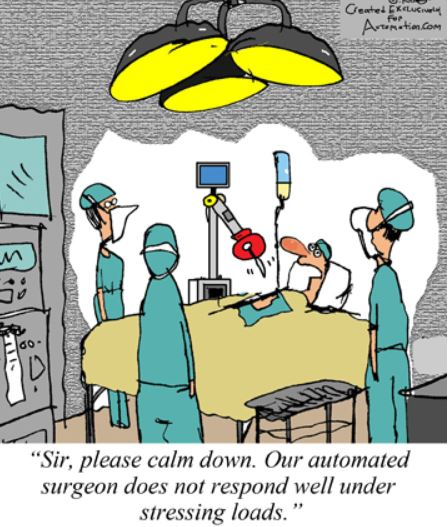 Created Exclusively
For
Automation.Com
“Sir, please calm down. Our automated
surgeon does not respond well under
stressing loads.”